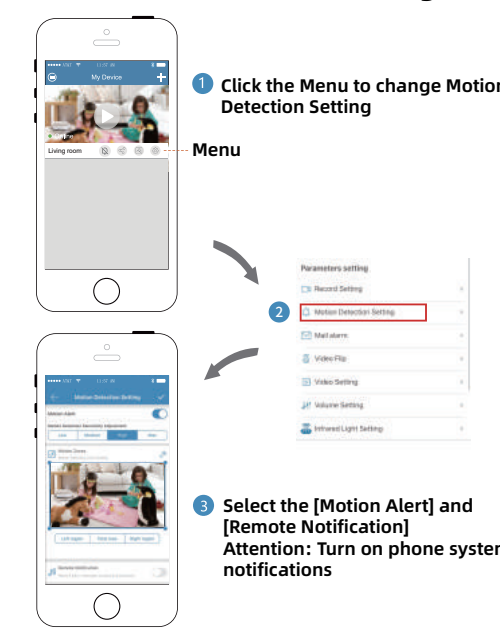 My Device
+
Living room
Menu
1 Click the Menu to change Motion
Detection Setting
Parameters setting
Record Setting
2 Motion Detection Setting
Mail alarm
Video Flip
Video Setting
Volume Setting
Infrared Light Setting
Motion Detection Setting
Motion Alert
Low Medium High Max
Motion Zones
Left region Total area Right region
Remote Notification
3 Select the [Motion Alert] and
[Remote Notification]
Attention: Turn on phone system
notifications